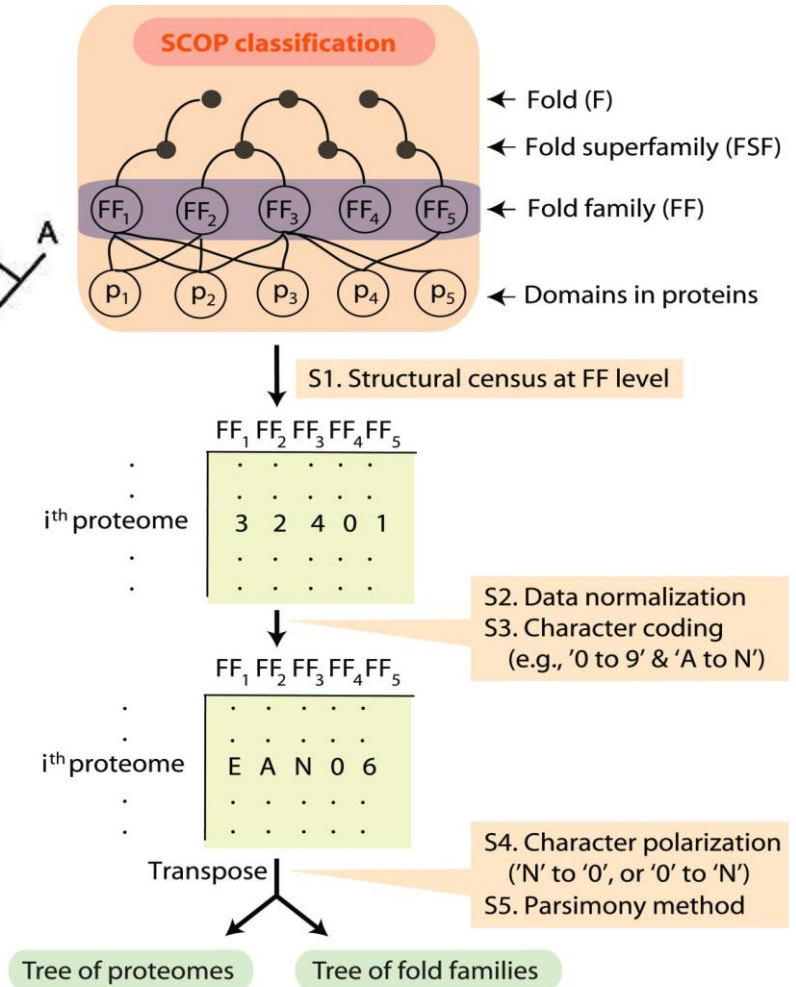 SCOP classification
← Fold (F)
← Fold superfamily (FSF)
FF₁ FF₂ FF₃ FF₄ FF₅ ← Fold family (FF)
A
p₁ p₂ p₃ p₄ p₅ ← Domains in proteins
S1. Structural census at FF level
FF₁ FF₂ FF₃ FF₄ FF₅
. . . . . .
. . . . . .
iᵗʰ proteome 3 2 4 0 1
. . . . . .
. . . . . .
S2. Data normalization
S3. Character coding
(e.g., '0 to 9' & 'A to N')
FF₁ FF₂ FF₃ FF₄ FF₅
. . . . . .
. . . . . .
iᵗʰ proteome E A N 0 6
. . . . . .
. . . . . .
S4. Character polarization
('N' to '0', or '0' to 'N')
Transpose
S5. Parsimony method
Tree of proteomes Tree of fold families